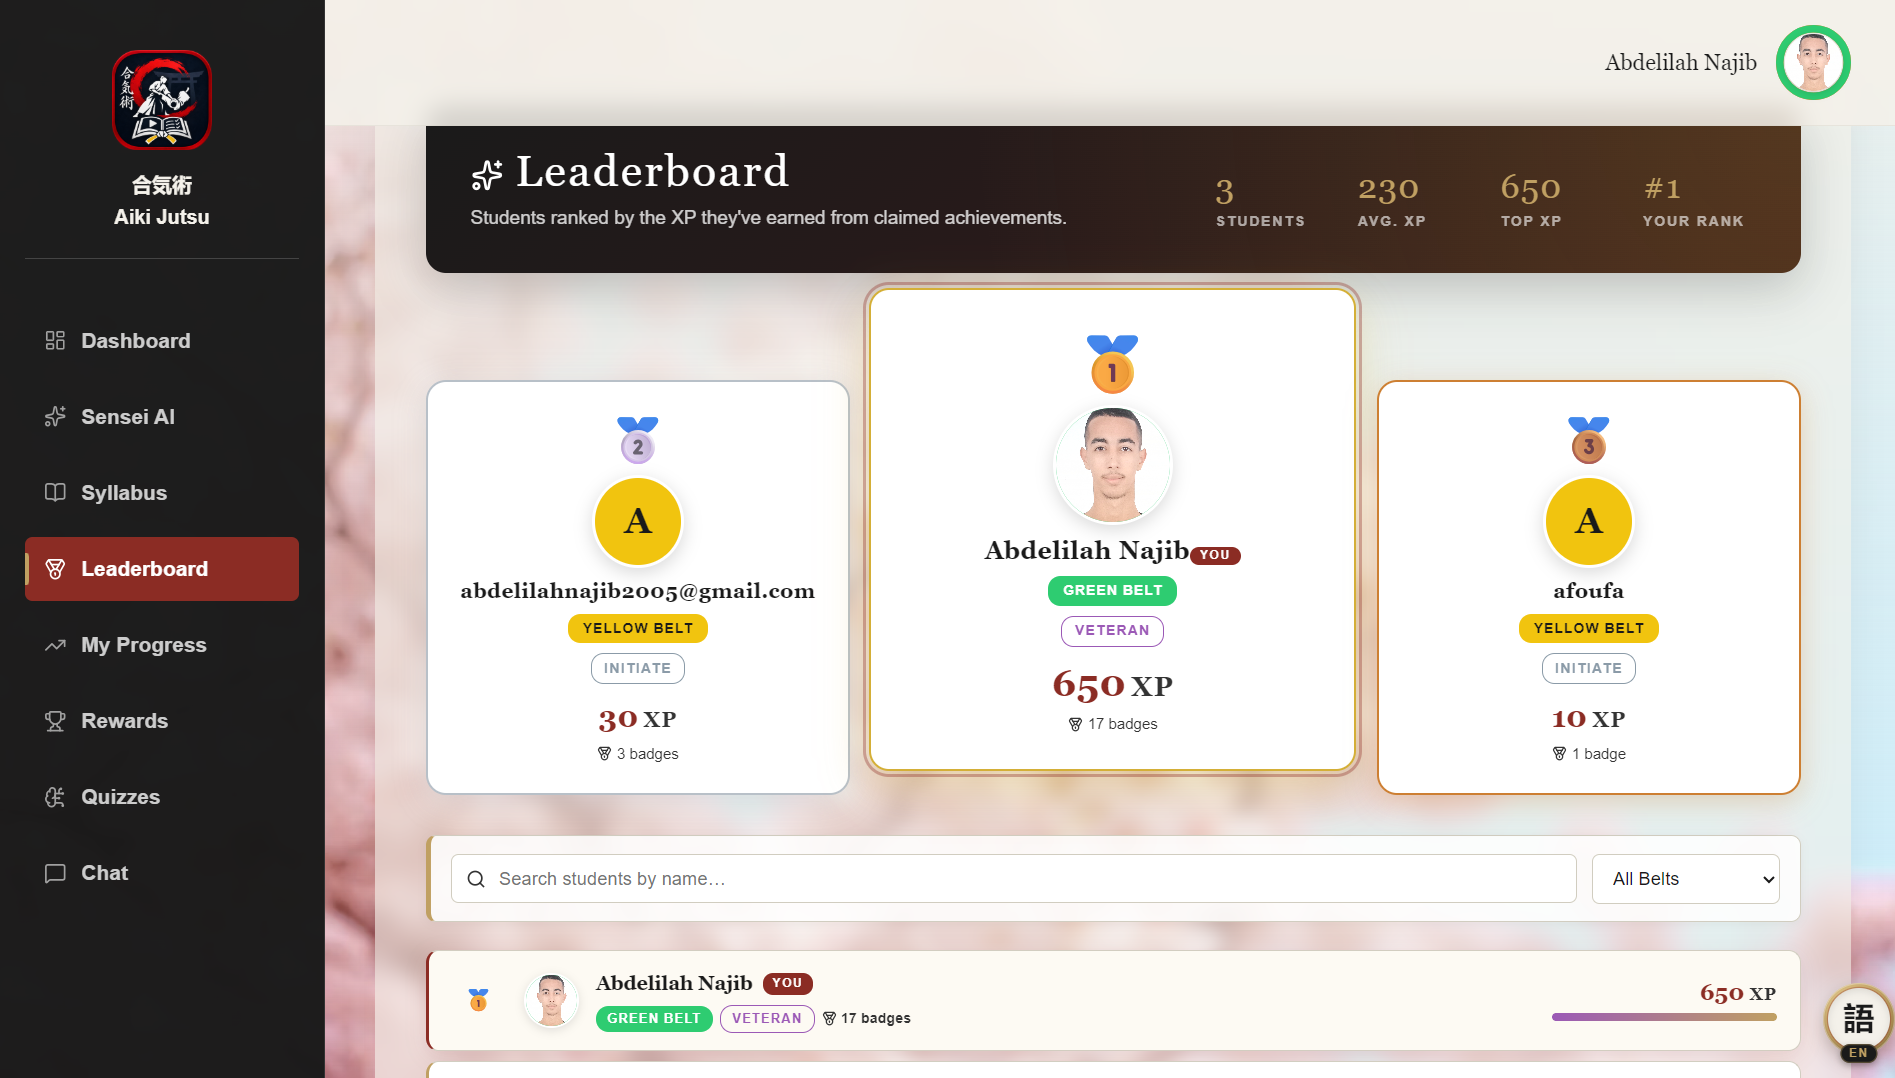 合気術
合気術
Aiki Jutsu
Dashboard
Sensei AI
Syllabus
Leaderboard
My Progress
Rewards
Quizzes
Chat
Abdelilah Najib
Leaderboard
Students ranked by the XP they've earned from claimed achievements.
3
STUDENTS
230
AVG. XP
650
TOP XP
#1
YOUR RANK
2
A
abdelilahnajib2005@gmail.com
YELLOW BELT
INITIATE
30 XP
3 badges
1
Abdelilah Najib YOU
GREEN BELT
VETERAN
650 XP
17 badges
3
A
afoufa
YELLOW BELT
INITIATE
10 XP
1 badge
Search students by name…
All Belts
1
Abdelilah Najib YOU
GREEN BELT VETERAN 17 badges
650 XP
語
EN